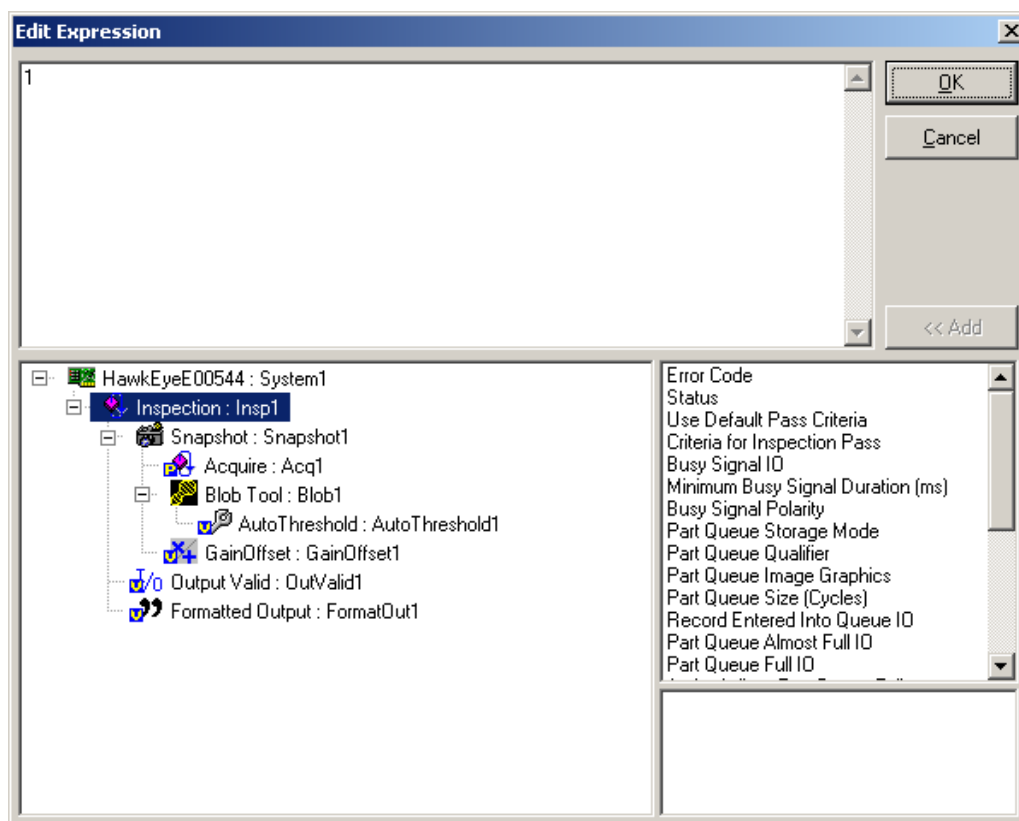 Edit Expression
1
OK
Cancel
<< Add
HawkEyeE00544 : System1
Inspection : Insp1
Snapshot : Snapshot1
Acquire : Acq1
Blob Tool : Blob1
AutoThreshold : AutoThreshold1
GainOffset : GainOffset1
Output Valid : OutValid1
Formatted Output : FormatOut1
Error Code
Status
Use Default Pass Criteria
Criteria for Inspection Pass
Busy Signal IO
Minimum Busy Signal Duration (ms)
Busy Signal Polarity
Part Queue Storage Mode
Part Queue Qualifier
Part Queue Image Graphics
Part Queue Size (Cycles)
Record Entered Into Queue IO
Part Queue Almost Full IO
Part Queue Full IO